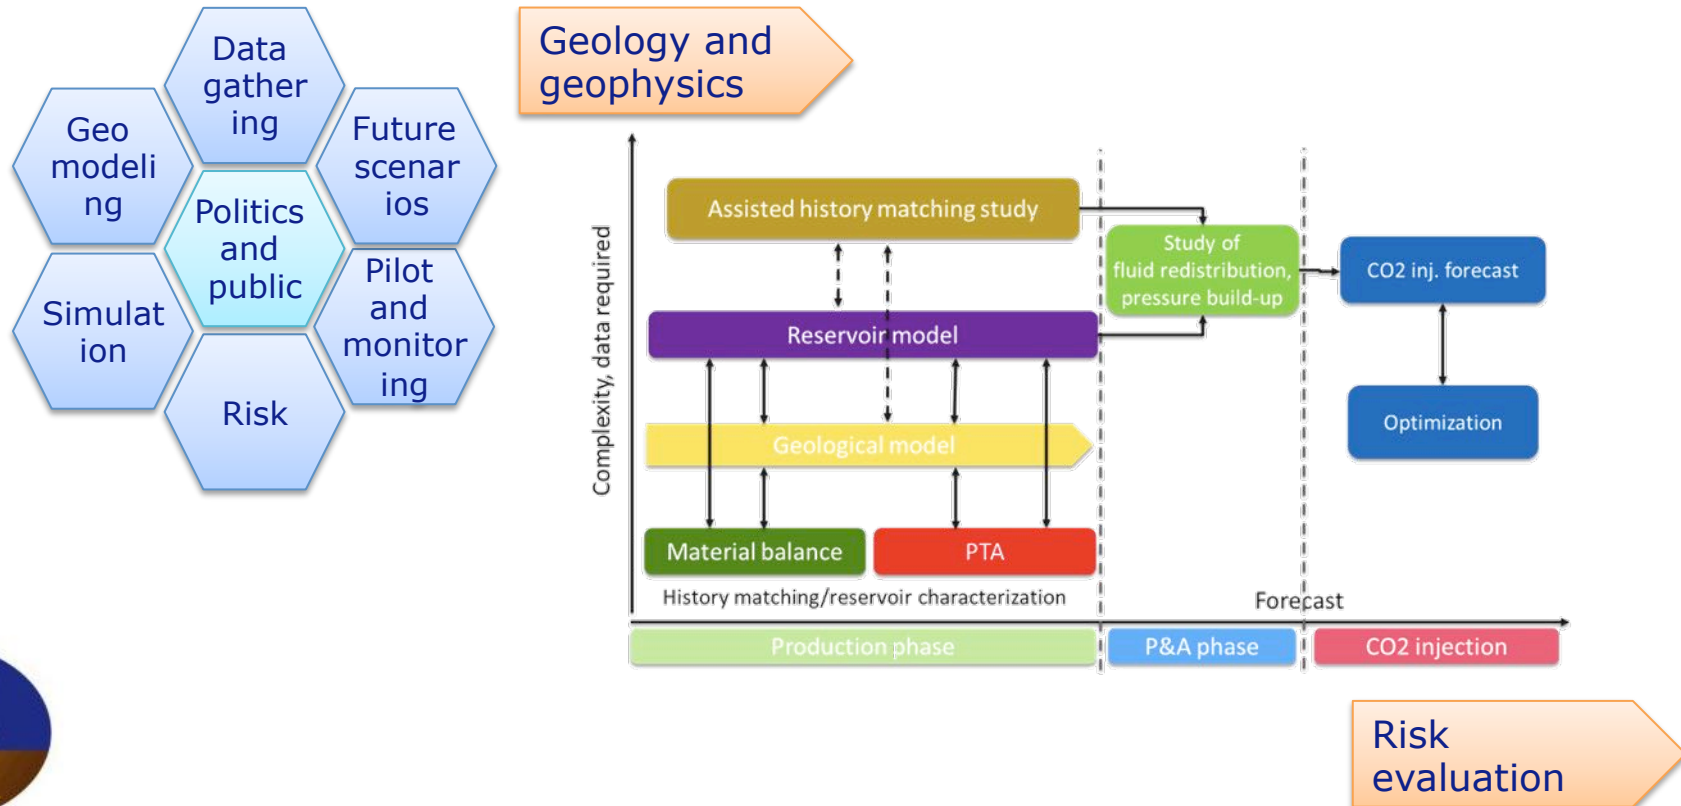 Data
gather
ing
Geo
modeli
ng
Future
scenar
ios
Politics
and
public
Simulat
ion
Pilot
and
monitor
ing
Risk
Geology and
geophysics
Complexity, data required
Assisted history matching study
Study of
fluid redistribution,
pressure build-up
CO2 inj. forecast
Reservoir model
Geological model
Optimization
Material balance
PTA
History matching/reservoir characterization
Forecast
Production phase
P&A phase
CO2 injection
Risk
evaluation